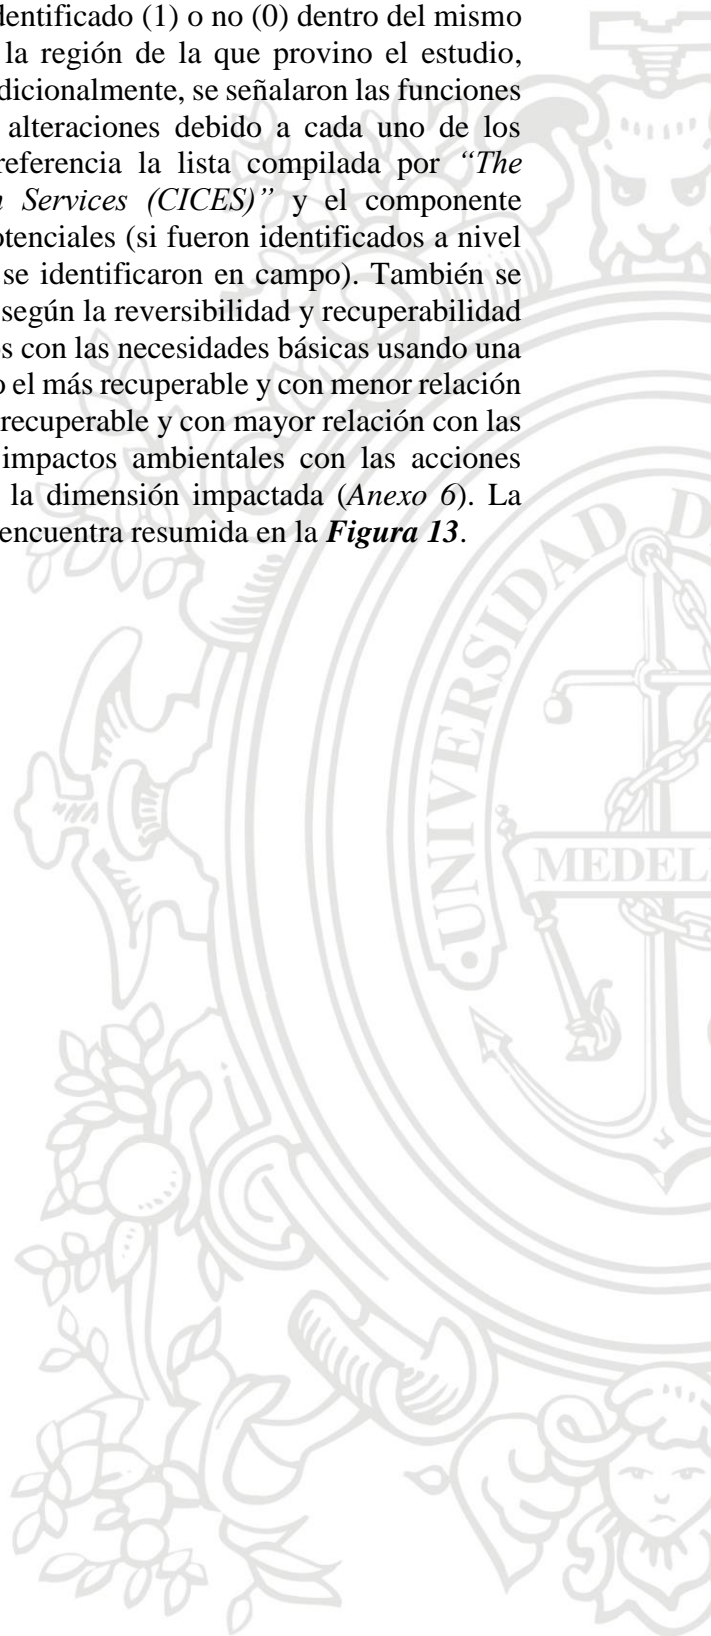 dentificado (1) o no (0) dentro del mismo
la región de la que provino el estudio,
dicionalmente, se señalaron las funciones
alteraciones debido a cada uno de los
referencia la lista compilada por “The
Services (CICES)” y el componente
otenciales (si fueron identificados a nivel
se identificaron en campo). También se
según la reversibilidad y recuperabilidad
s con las necesidades básicas usando una
o el más recuperable y con menor relación
recuperable y con mayor relación con las
impactos ambientales con las acciones
la dimensión impactada (Anexo 6). La
encuentra resumida en la Figura 13.
UNIVERSIDAD D
MEDEL